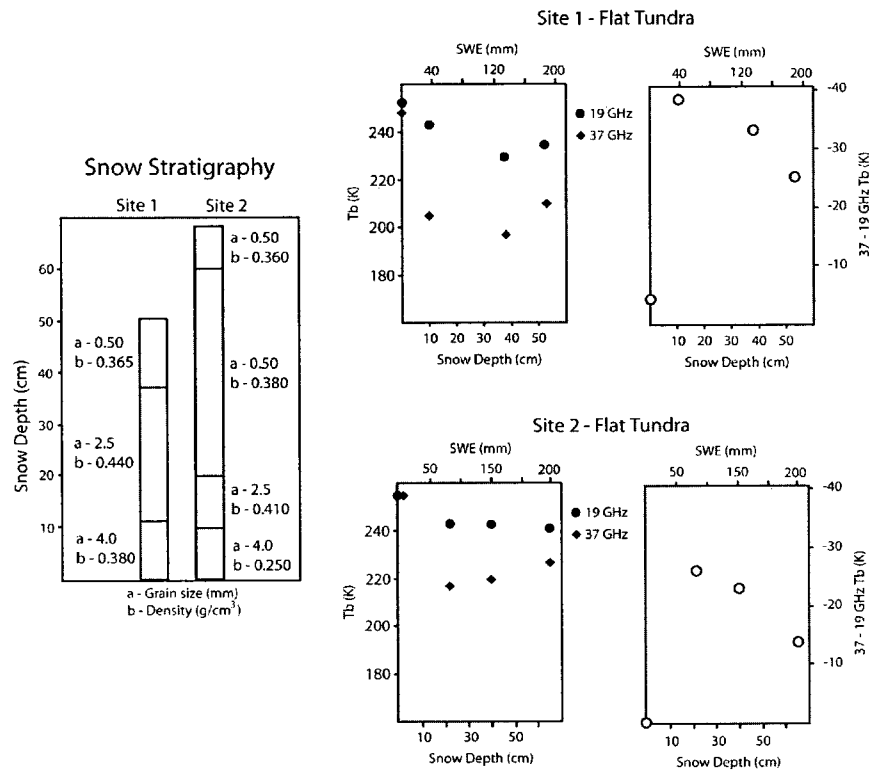 Site 1 - Flat Tundra
SWE (mm)
40 120 200
240
220
200
180
Tb (K)
10 20 30 40 50
Snow Depth (cm)
● 19 GHz
◆ 37 GHz
SWE (mm)
40 120 200
-40
-30
-20
-10
37 - 19 GHz Tb (K)
10 20 30 40 50
Snow Depth (cm)
Snow Stratigraphy
Site 1 Site 2
60
50
40
30
20
10
Snow Depth (cm)
a - 0.50
b - 0.365
a - 2.5
b - 0.440
a - 4.0
b - 0.380
a - 0.50
b - 0.360
a - 0.50
b - 0.380
a - 2.5
b - 0.410
a - 4.0
b - 0.250
a - Grain size (mm)
b - Density (g/cm³)
Site 2 - Flat Tundra
SWE (mm)
50 150 200
240
220
200
180
Tb (K)
10 30 40 50
Snow Depth (cm)
● 19 GHz
◆ 37 GHz
SWE (mm)
50 150 200
-40
-30
-20
-10
37 - 19 GHz Tb (K)
10 30 40 50
Snow Depth (cm)